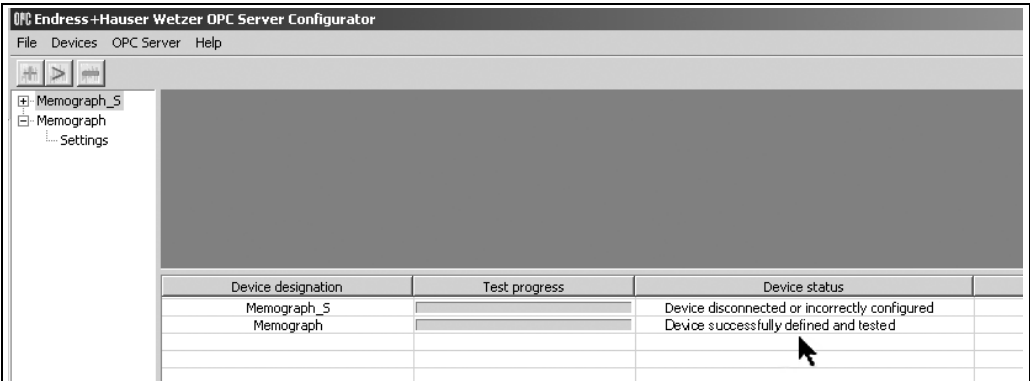 OPC Endress+Hauser Wetzer OPC Server Configurator
File Devices OPC Server Help
Memograph_S
Memograph
Settings
Device designation Test progress Device status
Memograph_S Device disconnected or incorrectly configured
Memograph Device successfully defined and tested